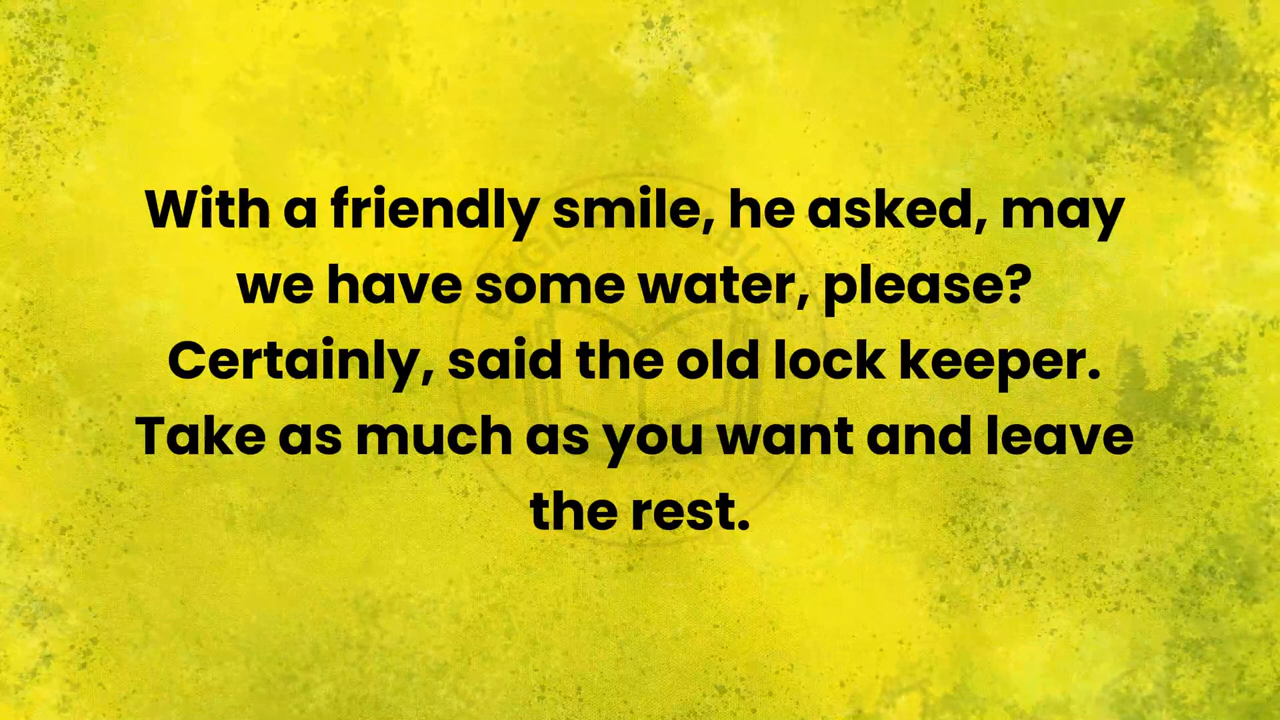 With a friendly smile, he asked, may
we have some water, please?
Certainly, said the old lock keeper.
Take as much as you want and leave
the rest.